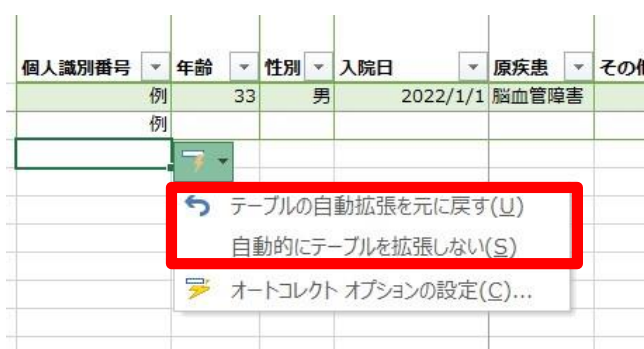 個人識別番号 年齢 性別 入院日 原疾患 その
例 33 男 2022/1/1 脳血管障害
例
テーブルの自動拡張を元に戻す(U)
自動的にテーブルを拡張しない(S)
オートコレクト オプションの設定(C)...